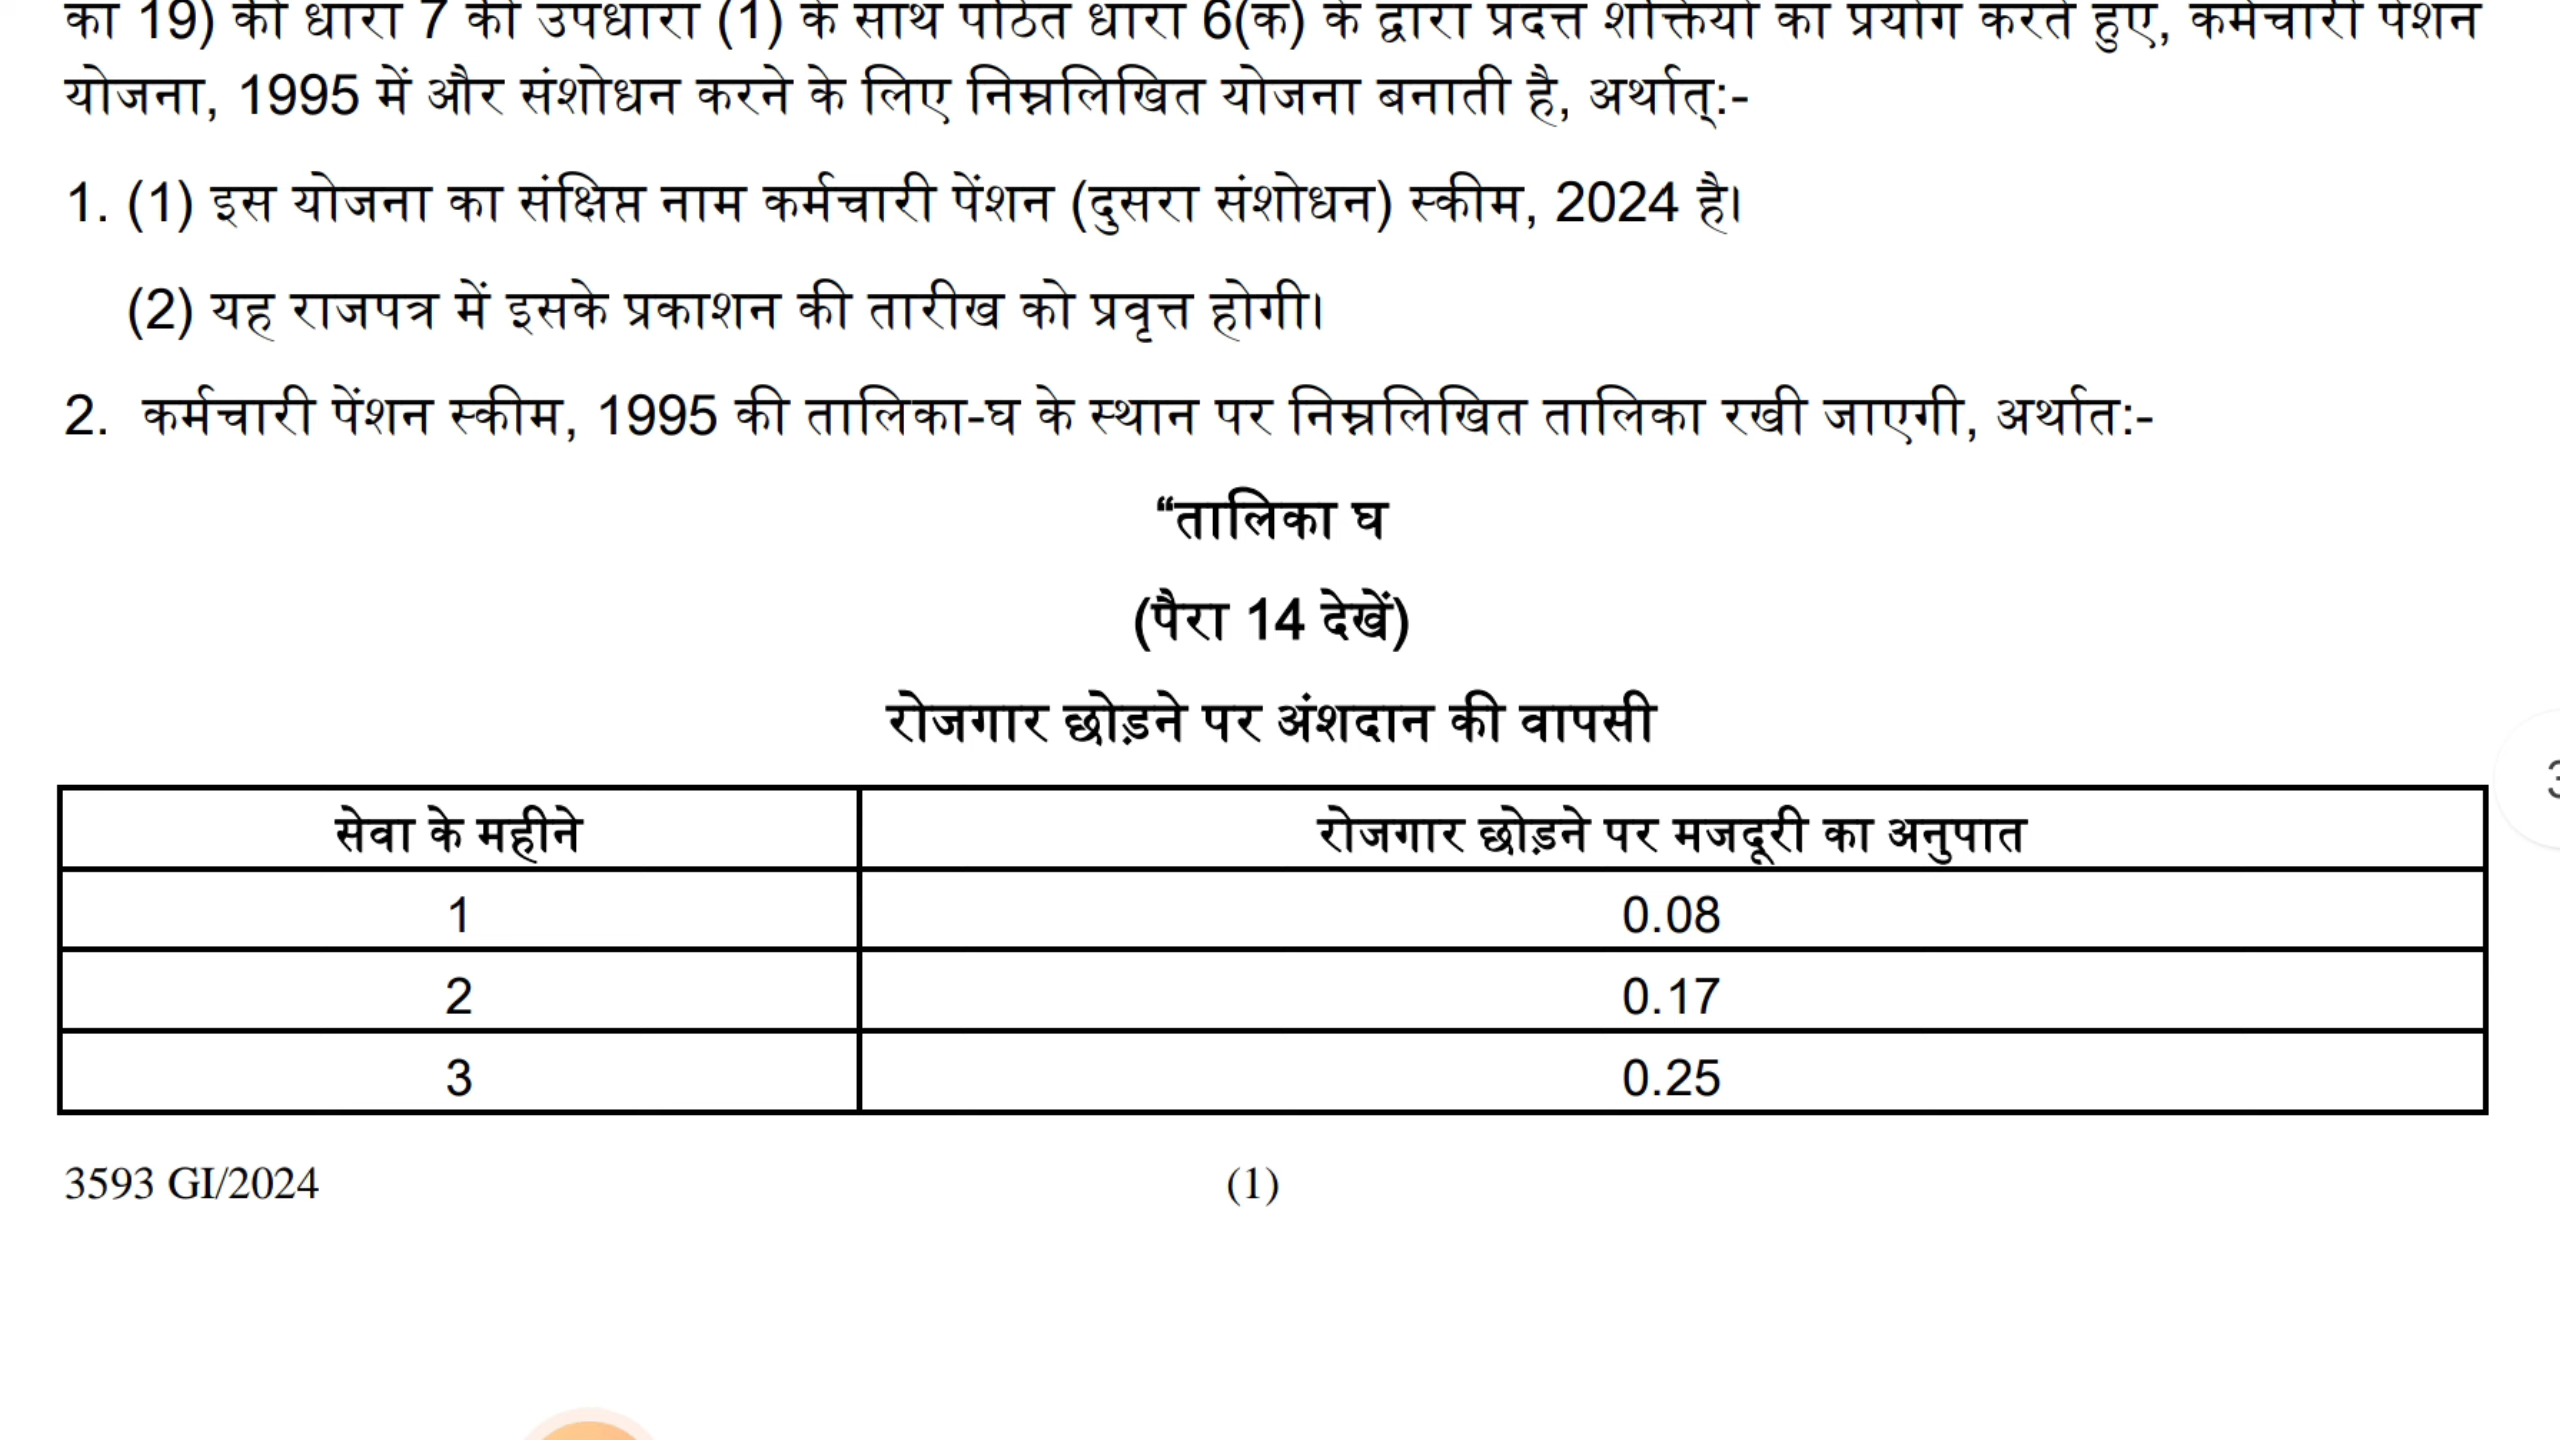 का 19) की धारा 7 की उपधारा (1) के साथ पठित धारा 6(क) के द्वारा प्रदत्त शक्तियों का प्रयोग करते हुए, कर्मचारी पेंशन
योजना, 1995 में और संशोधन करने के लिए निम्नलिखित योजना बनाती है, अर्थात्:-
1. (1) इस योजना का संक्षिप्त नाम कर्मचारी पेंशन (दुसरा संशोधन) स्कीम, 2024 है।
(2) यह राजपत्र में इसके प्रकाशन की तारीख को प्रवृत्त होगी।
2. कर्मचारी पेंशन स्कीम, 1995 की तालिका-घ के स्थान पर निम्नलिखित तालिका रखी जाएगी, अर्थात:-
“तालिका घ
(पैरा 14 देखें)
रोजगार छोड़ने पर अंशदान की वापसी
सेवा के महीने रोजगार छोड़ने पर मजदूरी का अनुपात
1 0.08
2 0.17
3 0.25
3593 GI/2024 (1)